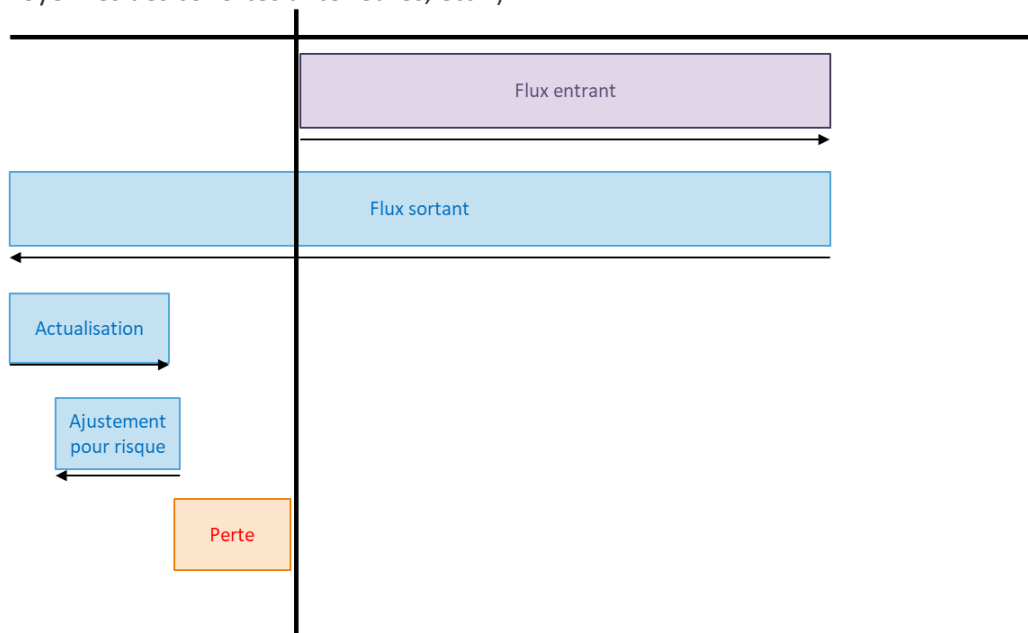 Flux entrant
Flux sortant
Actualisation
Ajustement
pour risque
Perte